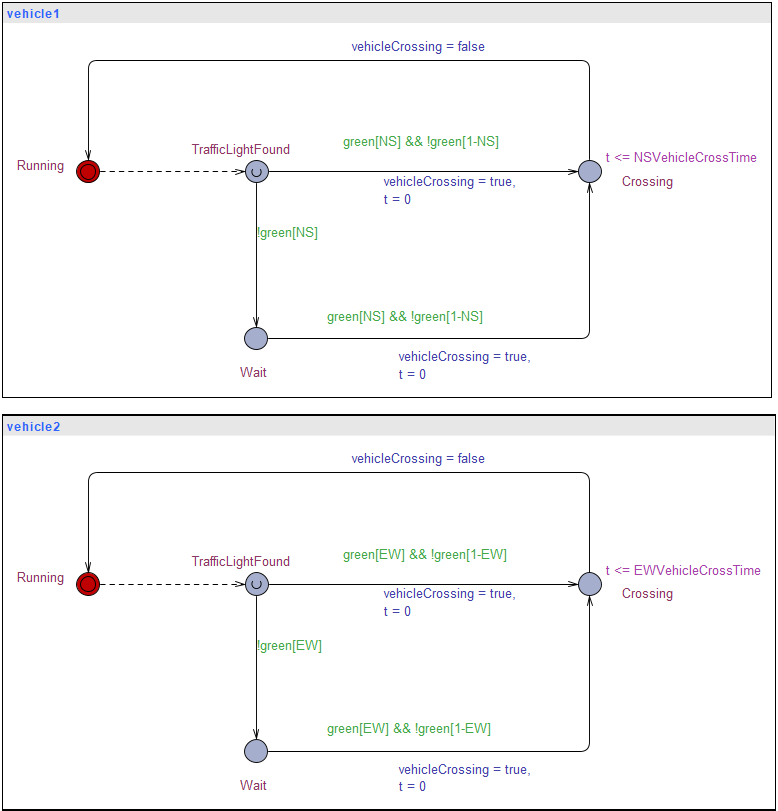 vehicle1
vehicleCrossing = false
green[NS] && !green[1-NS]
TrafficLightFound
t <= NSVehicleCrossTime
Running
vehicleCrossing = true,
t = 0
Crossing
!green[NS]
green[NS] && !green[1-NS]
vehicleCrossing = true,
t = 0
Wait
vehicle2
vehicleCrossing = false
green[EW] && !green[1-EW]
TrafficLightFound
t <= EWVehicleCrossTime
Running
vehicleCrossing = true,
t = 0
Crossing
!green[EW]
green[EW] && !green[1-EW]
vehicleCrossing = true,
t = 0
Wait